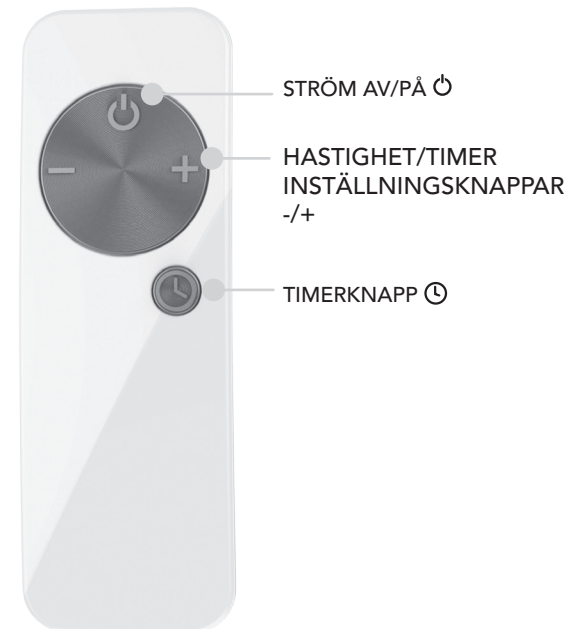 STRÖM AV/PÅ
HASTIGHET/TIMER
INSTÄLLNINGSKNAPPAR
-/+
TIMERKNAPP